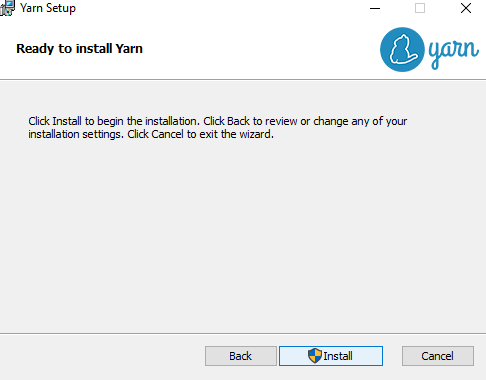 Yarn Setup
Ready to install Yarn
yarn
Click Install to begin the installation. Click Back to review or change any of your
installation settings. Click Cancel to exit the wizard.
Back
Install
Cancel